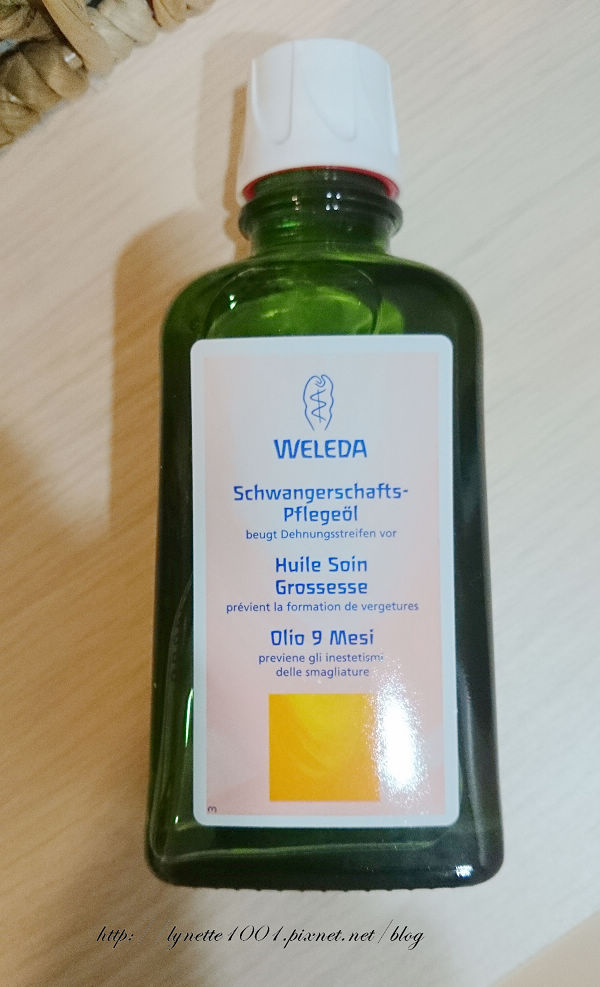 WELEDA
Schwangerschafts-
Pflegeöl
beugt Dehnungsstreifen vor
Huile Soin
Grossesse
prévient la formation de vergetures
Olio 9 Mesi
previene gli inestetismi
delle smagliature
3
http: lynette1001.pixnet.net/blog